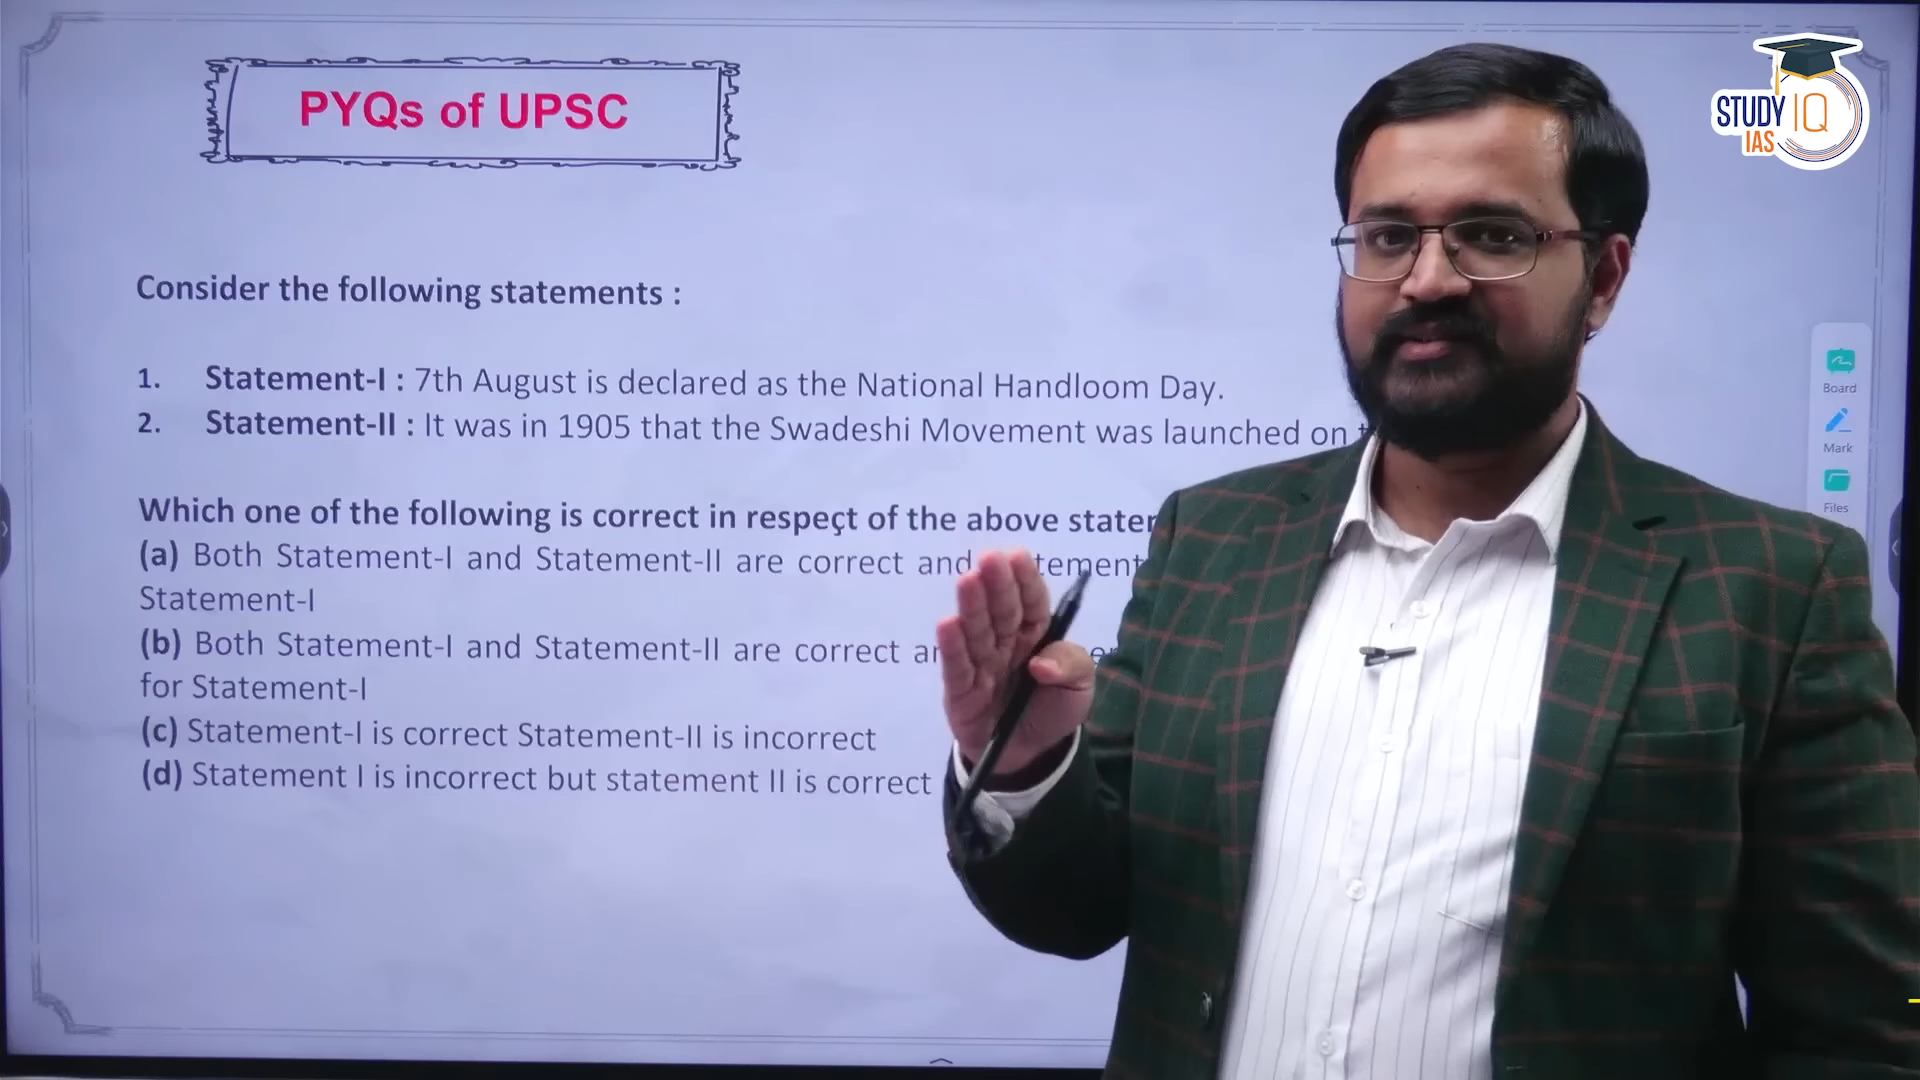 PYQs of UPSC
STUDY IQ
IAS
Consider the following statements :
1. Statement-I : 7th August is declared as the National Handloom Day.
2. Statement-II : It was in 1905 that the Swadeshi Movement was launched on
Board
Mark
Files
Which one of the following is correct in respect of the above
(a) Both Statement-I and Statement-II are correct and
Statement-I
(b) Both Statement-I and Statement-II are correct
for Statement-I
(c) Statement-I is correct Statement-II is incorrect
(d) Statement I is incorrect but statement II is correct